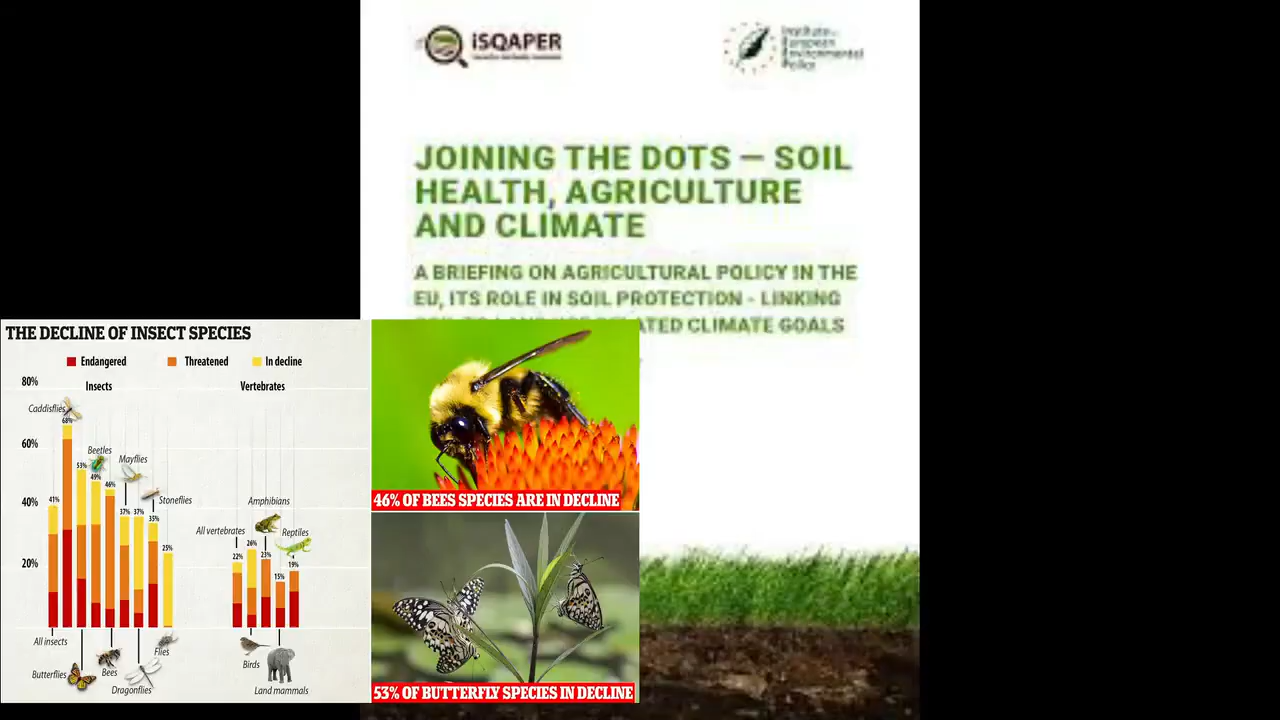 iSQAPER
Institute for
European
Environmental
Policy
JOINING THE DOTS – SOIL
HEALTH, AGRICULTURE
AND CLIMATE
A BRIEFING ON AGRICULTURAL POLICY IN THE
EU, ITS ROLE IN SOIL PROTECTION - LINKING
CLIMATE GOALS
THE DECLINE OF INSECT SPECIES
Endangered
Threatened
In decline
80%
Insects
Vertebrates
Caddisflies
68%
60%
Beetles
Mayflies
53%
49%
46%
Stoneflies
40%
41%
37%
37%
35%
Amphibians
All vertebrates
Reptiles
25%
22%
26%
23%
15%
19%
20%
All insects
Butterflies
Bees
Dragonflies
Flies
Birds
Land mammals
46% OF BEES SPECIES ARE IN DECLINE
53% OF BUTTERFLY SPECIES IN DECLINE